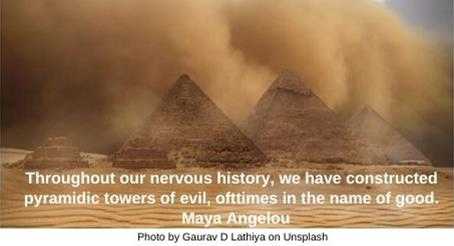 Throughout our nervous history, we have constructed
pyramidic towers of evil, ofttimes in the name of good.
Maya Angelou
Photo by Gaurav D Lathiya on Unsplash